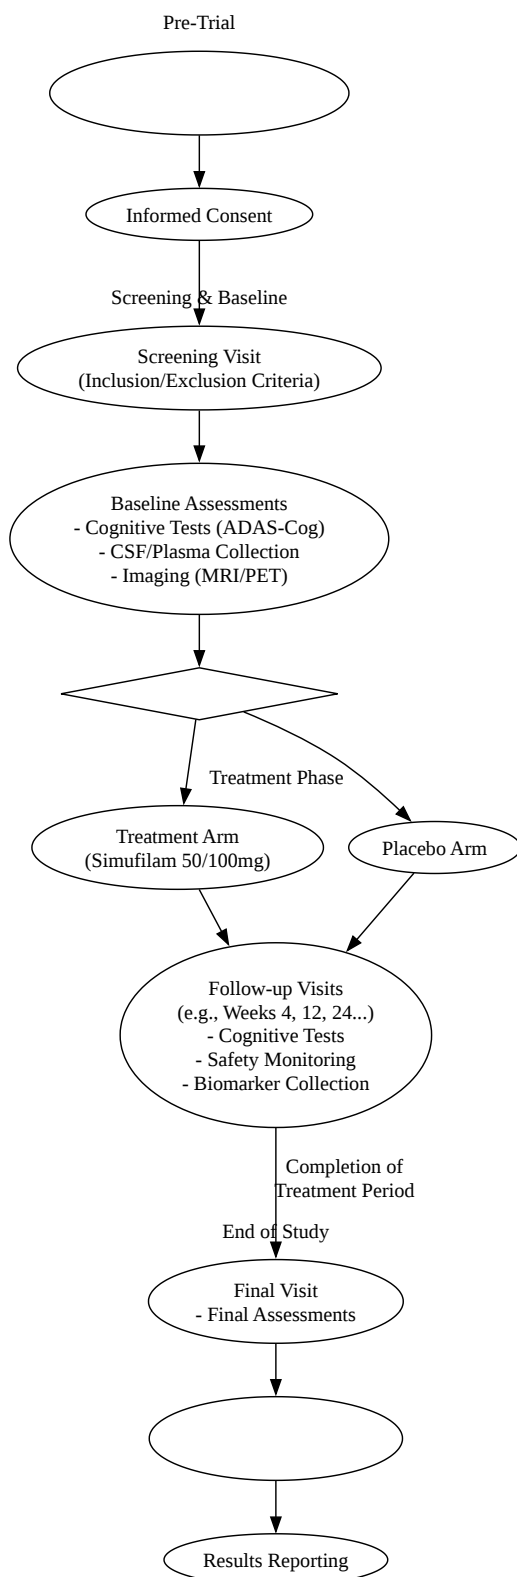 Pre-Trial
Informed Consent
Screening & Baseline
Screening Visit
(Inclusion/Exclusion Criteria)
Baseline Assessments
- Cognitive Tests (ADAS-Cog)
- CSF/Plasma Collection
- Imaging (MRI/PET)
Treatment Phase
Treatment Arm
(Simufilam 50/100mg)
Placebo Arm
Follow-up Visits
(e.g., Weeks 4, 12, 24...)
- Cognitive Tests
- Safety Monitoring
- Biomarker Collection
Completion of
Treatment Period
End of Study
Final Visit
- Final Assessments
Results Reporting